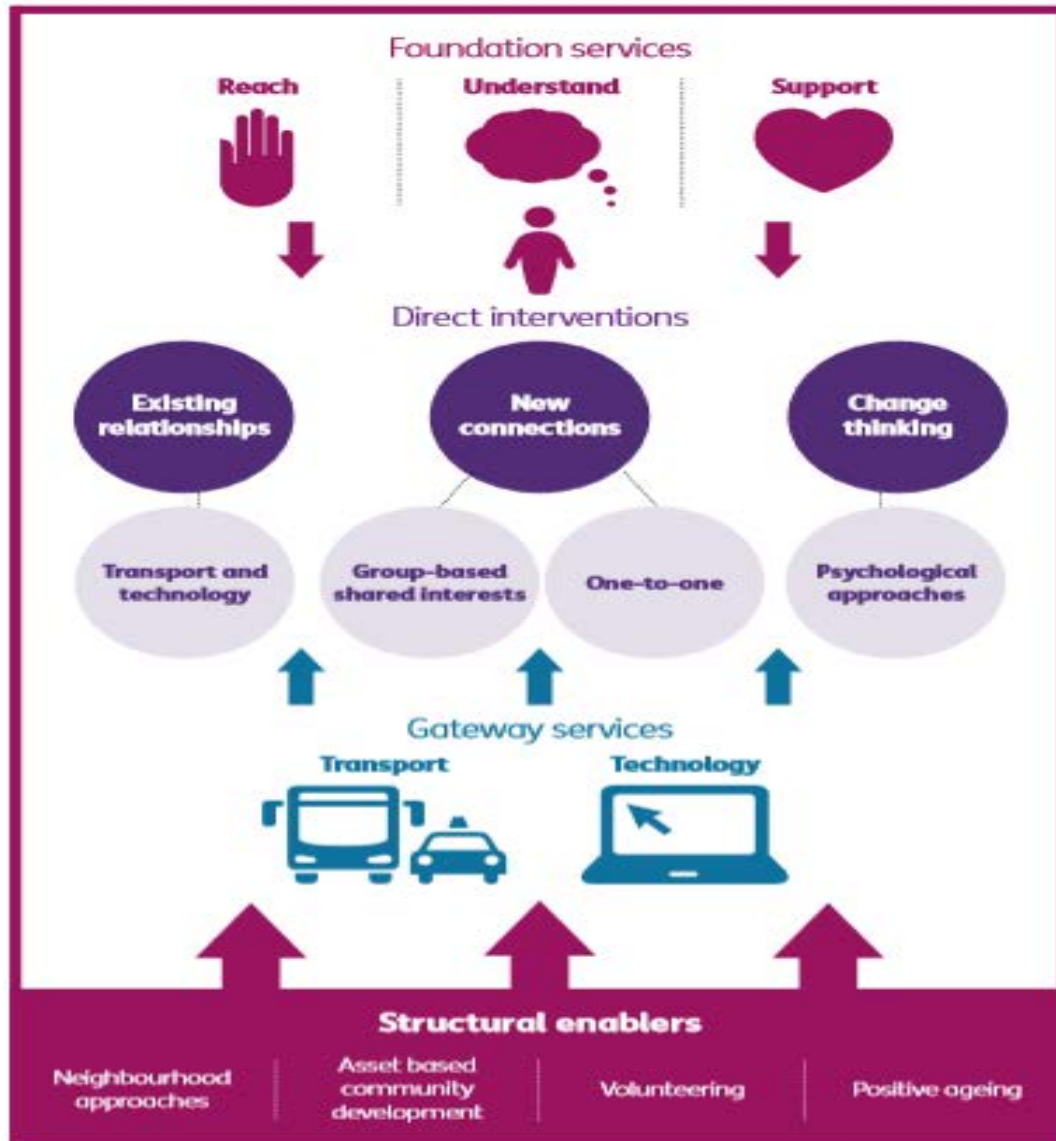 Foundation services
Reach
Understand
Support
Direct interventions
Existing
relationships
New
connections
Change
thinking
Transport and
technology
Group-based
shared interests
One-to-one
Psychological
approaches
Gateway services
Transport
Technology
Structural enablers
Neighbourhood
approaches
Asset based
community
development
Volunteering
Positive ageing